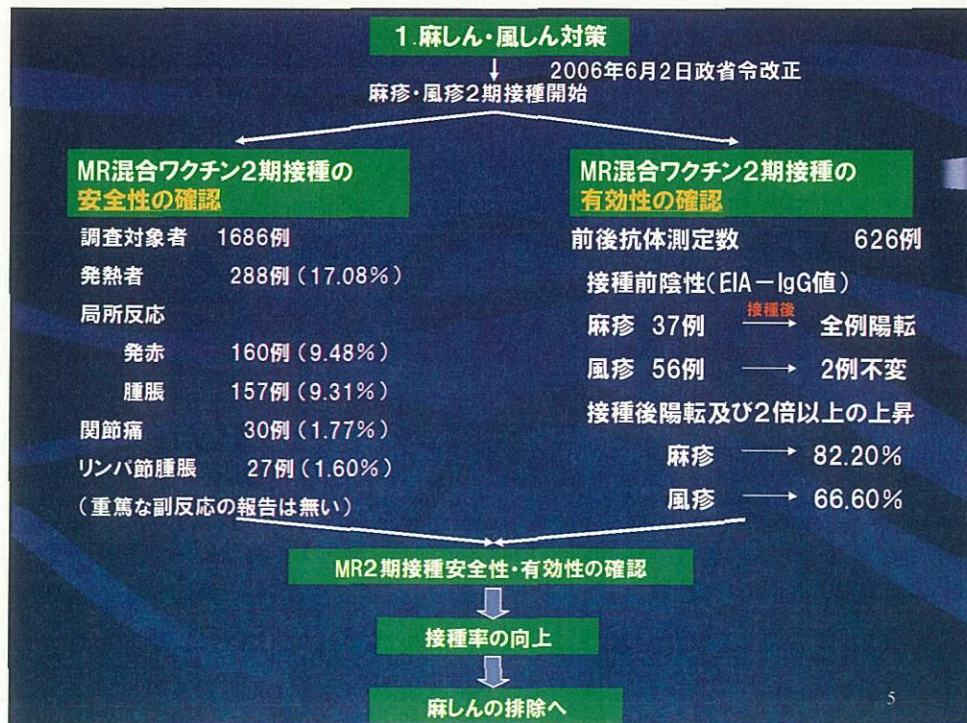 1.麻しん・風しん対策
2006年6月2日政省令改正
麻疹・風疹2期接種開始
MR混合ワクチン2期接種の
安全性の確認
調査対象者 1686例
発熱者 288例(17.08%)
局所反応
発赤 160例(9.48%)
腫脹 157例(9.31%)
関節痛 30例(1.77%)
リンパ節腫脹 27例(1.60%)
(重篤な副反応の報告は無い)
MR混合ワクチン2期接種の
有効性の確認
前後抗体測定数 626例
接種前陰性(EIA-IgG値)
接種後
麻疹 37例 → 全例陽転
風疹 56例 → 2例不変
接種後陽転及び2倍以上の上昇
麻疹 → 82.20%
風疹 → 66.60%
MR2期接種安全性・有効性の確認
接種率の向上
麻しんの排除へ
5